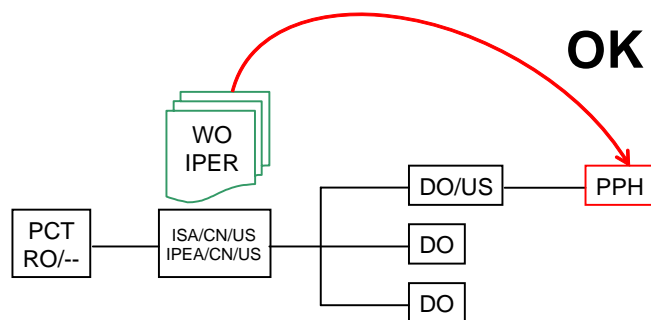 OK
WO
IPER
DO/US
PPH
PCT
RO/--
ISA/CN/US
IPEA/CN/US
DO
DO